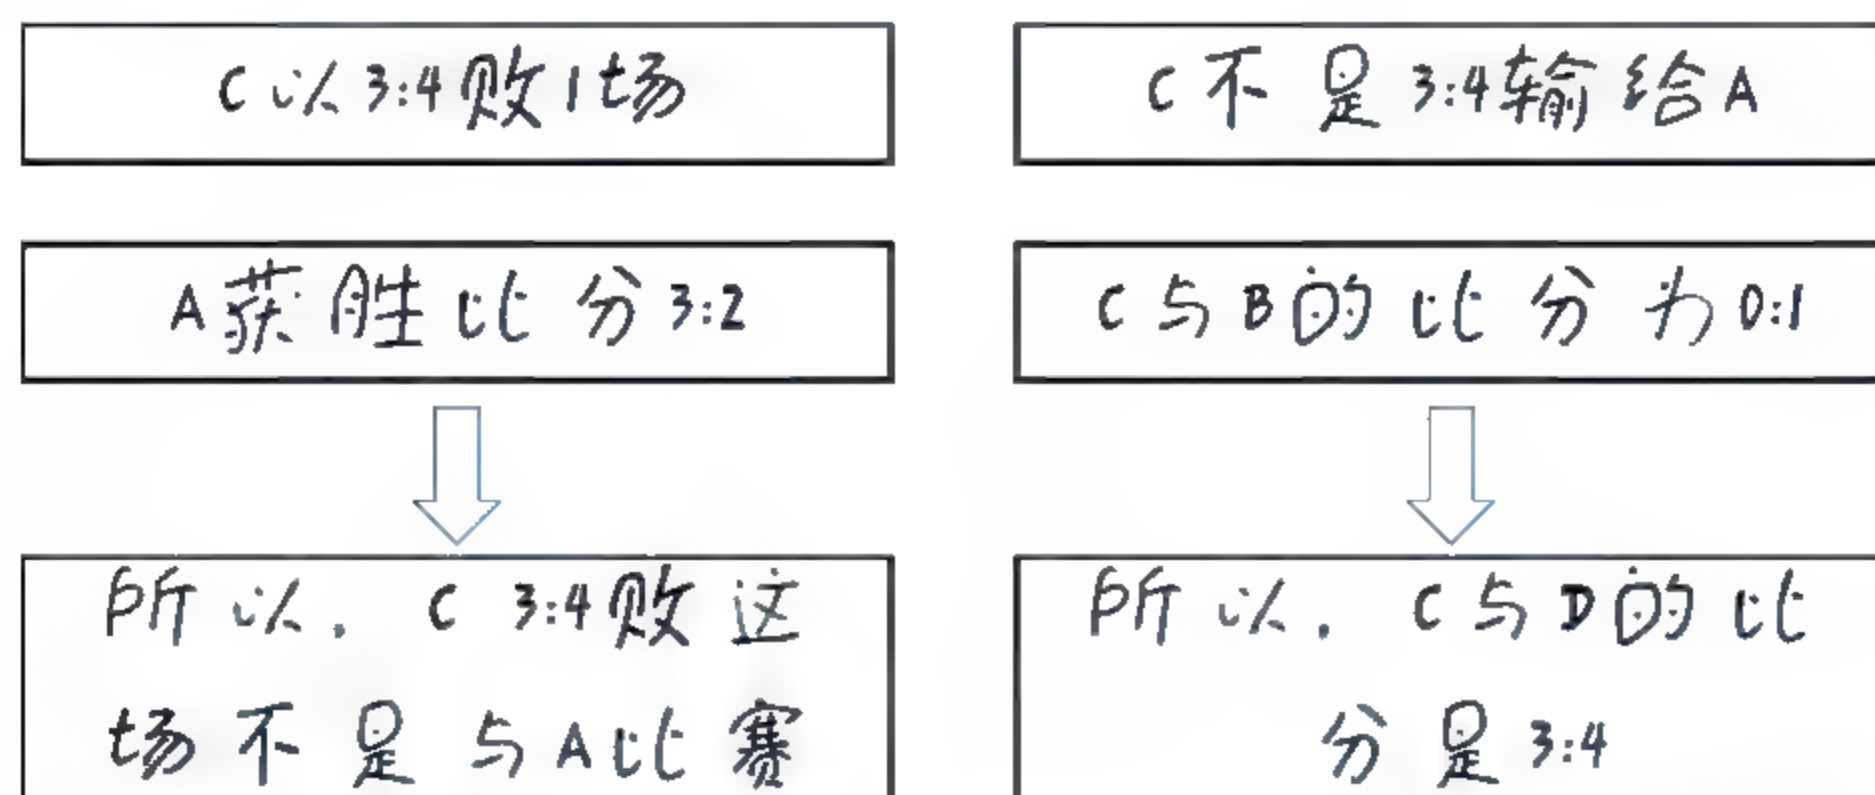 C以3:4败1场
A获胜比分3:2
所以. C 3:4败这
场不是与A比赛
C不是3:4输给A
C与B的比分为0:1
所以. C与D的比
分是3:4